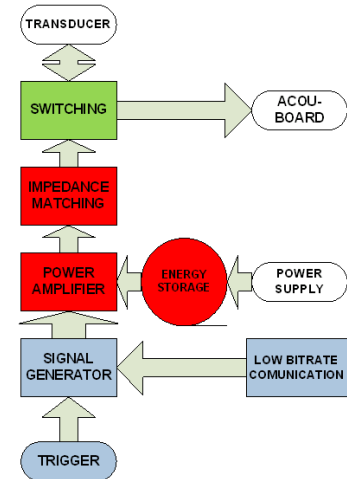 TRANSDUCER
SWITCHING
ACOU-
BOARD
IMPEDANCE
MATCHING
POWER
AMPLIFIER
ENERGY
STORAGE
POWER
SUPPLY
SIGNAL
GENERATOR
LOW BITRATE
COMUNICATION
TRIGGER